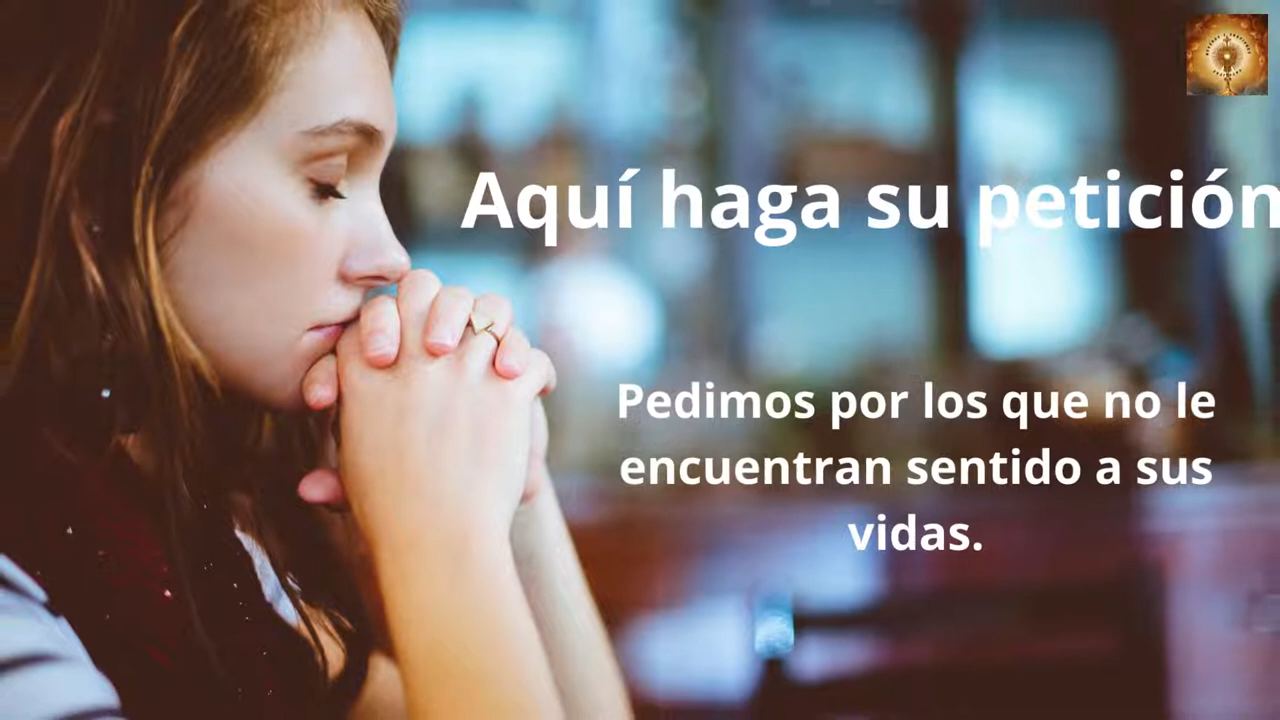 Aquí haga su petición
Pedimos por los que no le
encuentran sentido a sus
vidas.